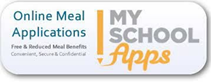 Online Meal
Applications
Free & Reduced Meal Benefits
Convenient, Secure & Confidential
MY
SCHOOL
Apps